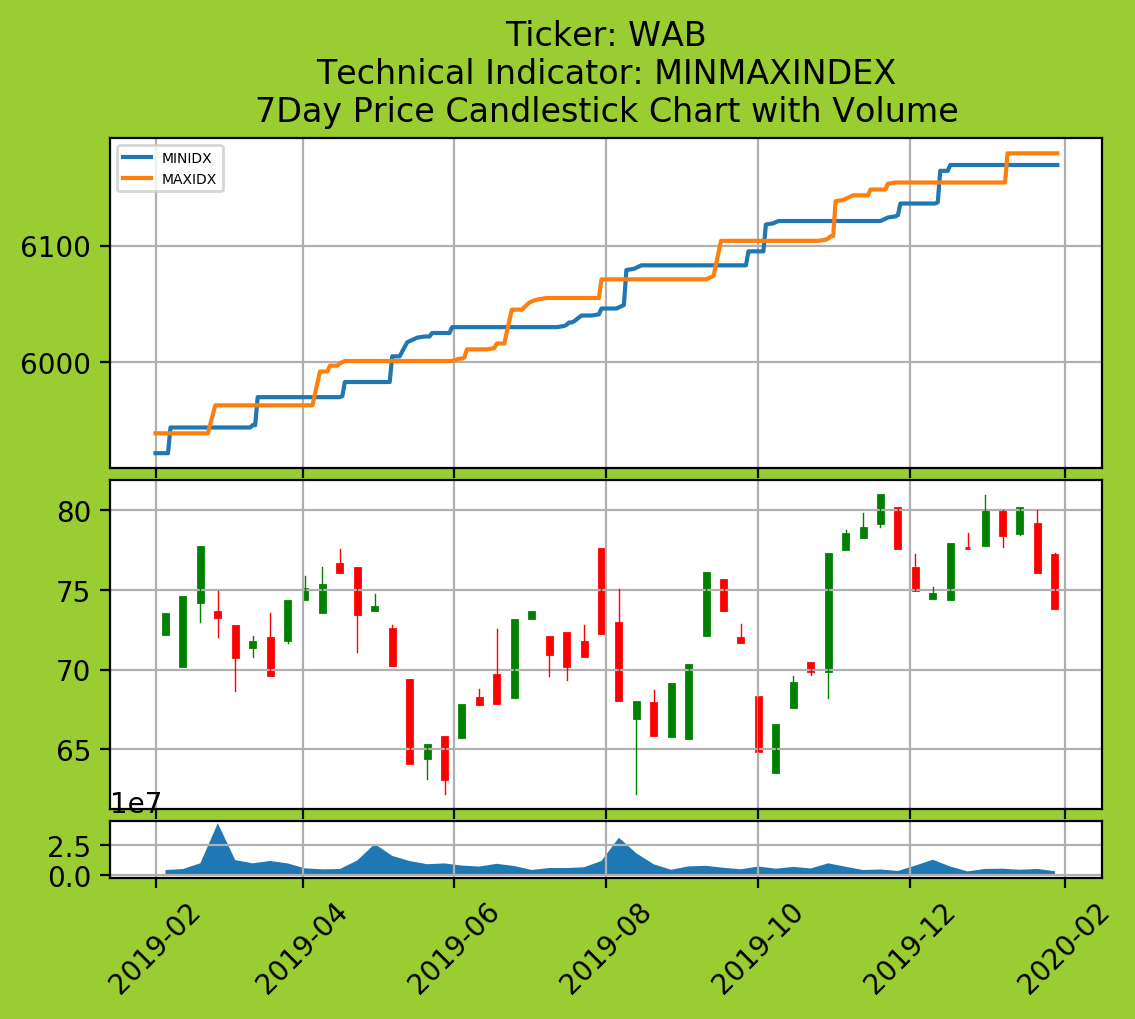 Ticker: WAB
Technical Indicator: MINMAXINDEX
7Day Price Candlestick Chart with Volume
MINIDX
MAXIDX
6100
6000
80
75
70
65
1e7
2.5
0.0
2019-02
2019-04
2019-06
2019-08
2019-10
2019-12
2020-02